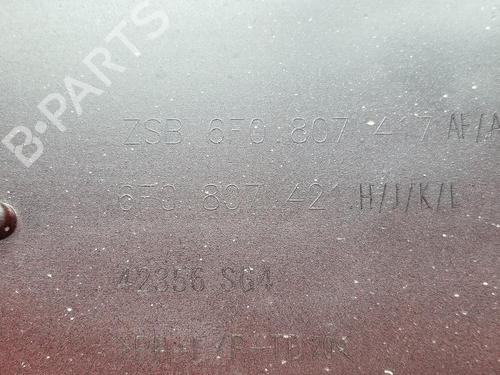 B-PARTS
ZSB 6F0 807 417 AF/A
6F0 807 421 H/J/K/L
42356 SG4